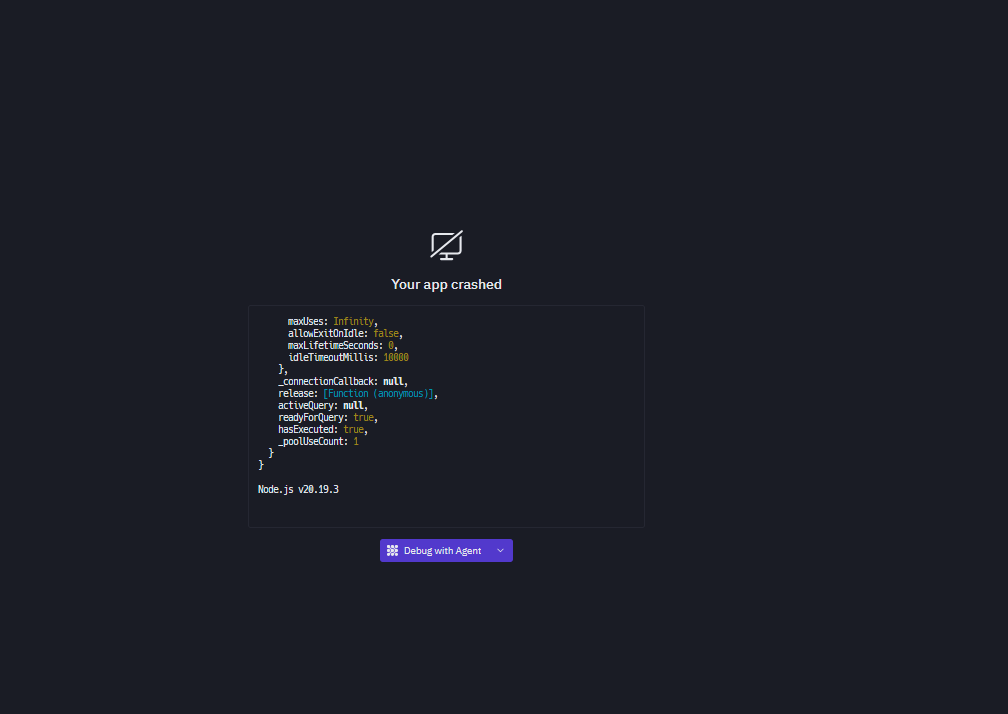 Your app crashed
maxUses: Infinity,
allowExitOnIdle: false,
maxLifetimeSeconds: 0,
idleTimeoutMillis: 10000
},
_connectionCallback: null,
release: [Function (anonymous)],
activeQuery: null,
readyForQuery: true,
hasExecuted: true,
_poolUseCount: 1
}
}
Node.js v20.19.3
Debug with Agent